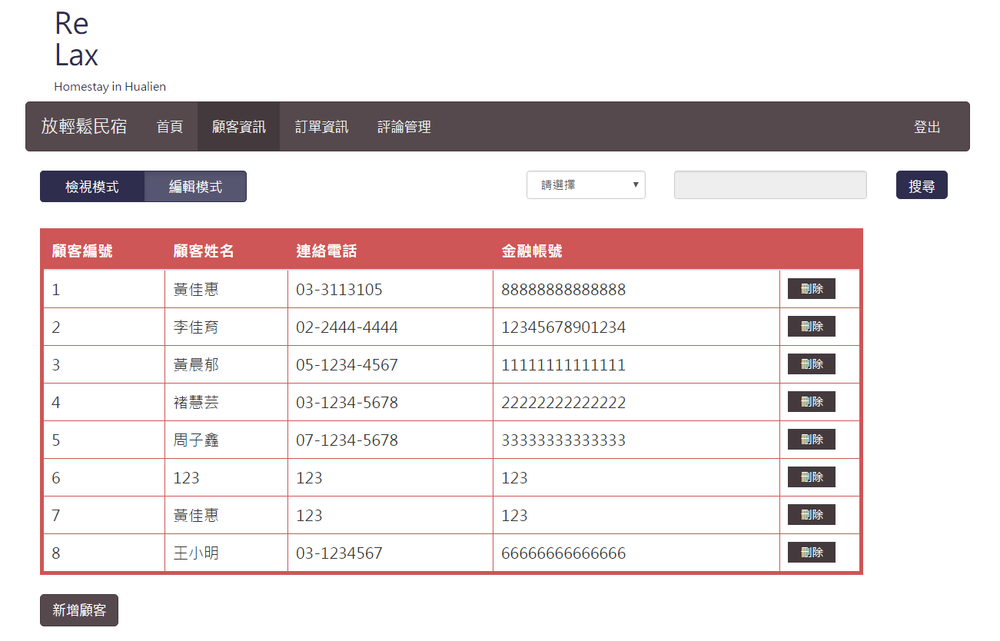 Re
Lax
Homestay in Hualien
放輕鬆民宿 首頁 顧客資訊 訂單資訊 評論管理 登出
檢視模式 編輯模式 請選擇 搜尋
顧客編號 顧客姓名 連絡電話 金融帳號
1 黃佳惠 03-3113105 88888888888888 刪除
2 李佳育 02-2444-4444 12345678901234 刪除
3 黃晨郁 05-1234-4567 11111111111111 刪除
4 褚慧芸 03-1234-5678 22222222222222 刪除
5 周子鑫 07-1234-5678 33333333333333 刪除
6 123 123 123 刪除
7 黃佳惠 123 123 刪除
8 王小明 03-1234567 66666666666666 刪除
新增顧客